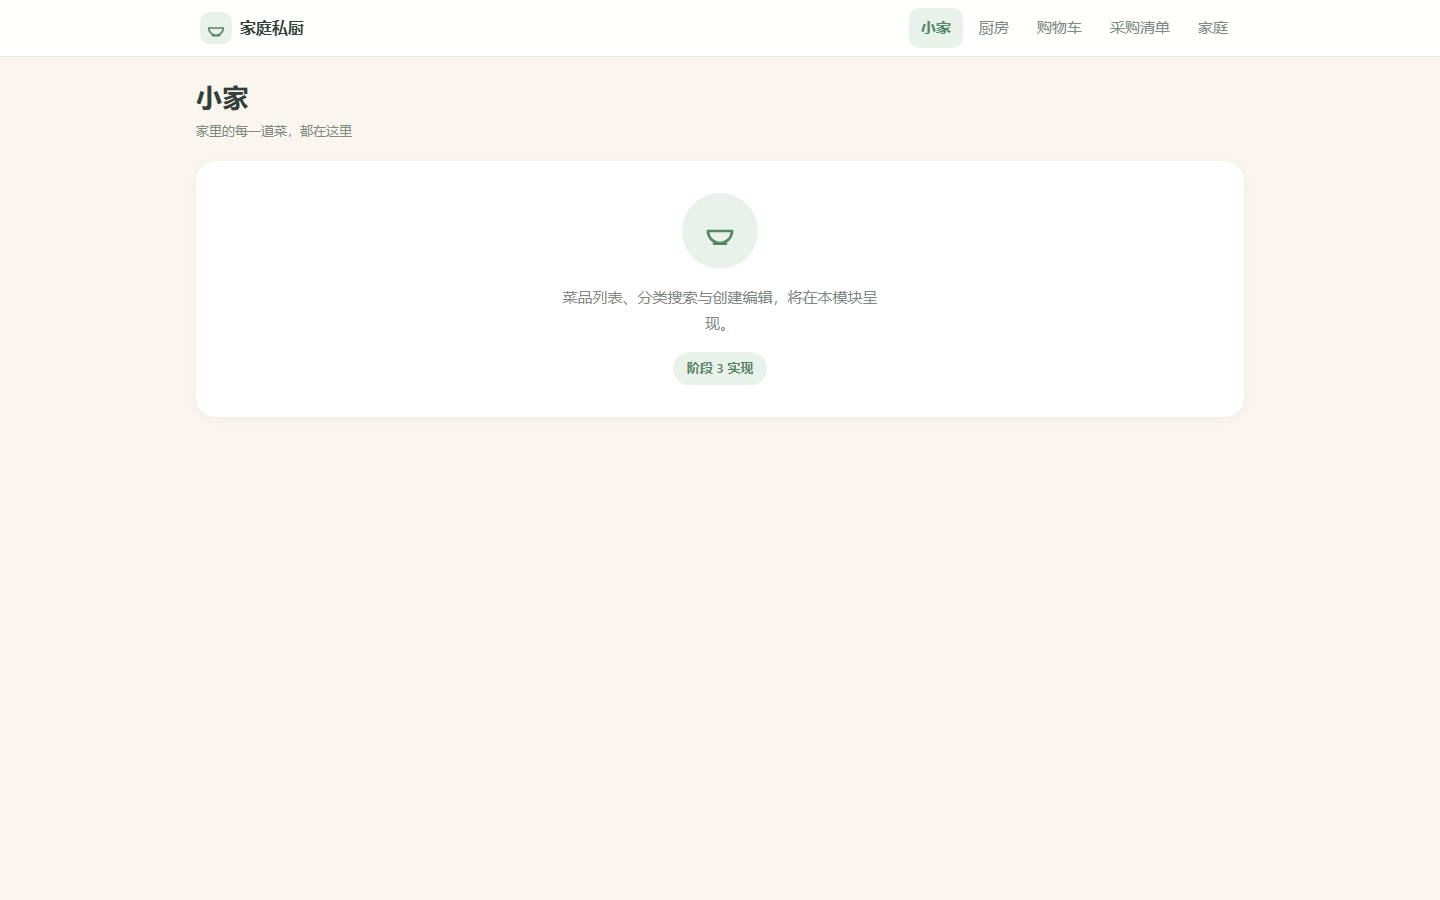 家庭私厨
小家
厨房
购物车
采购清单
家庭
小家
家里的每一道菜，都在这里
菜品列表、分类搜索与创建编辑，将在本模块呈
现。
阶段 3 实现